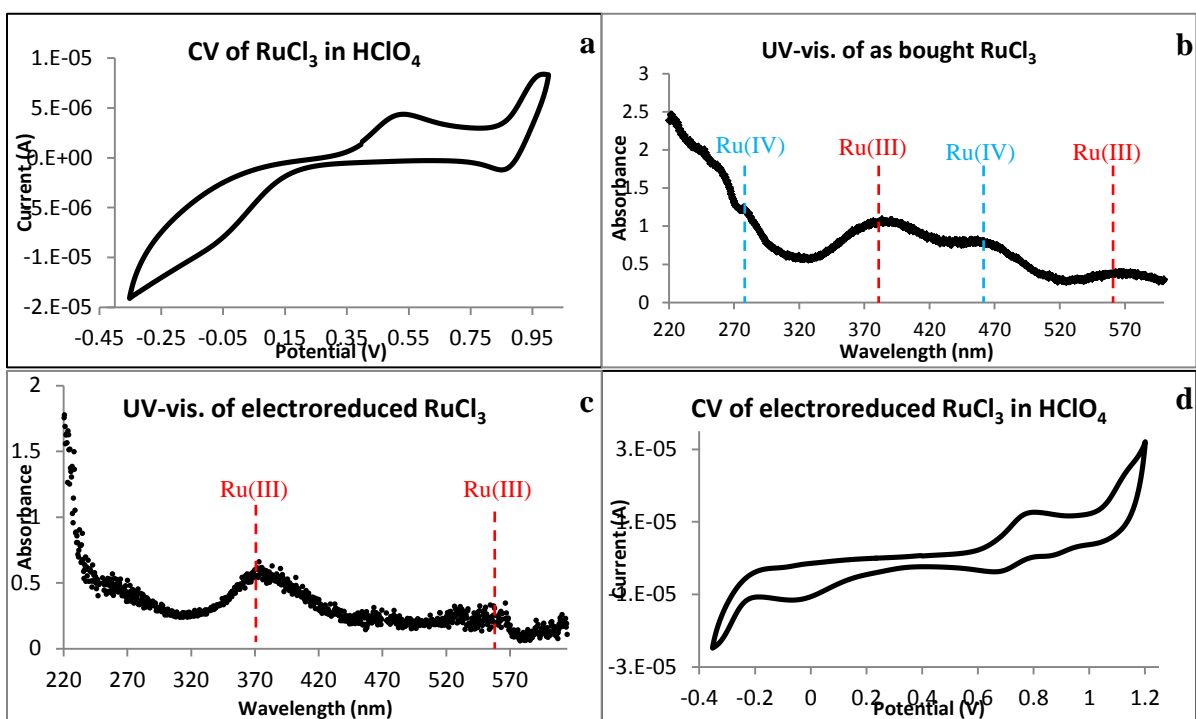 CV of RuCl3 in HClO4
a
Current (A)
1.E-05
5.E-06
0.E+00
-5.E-06
-1.E-05
-2.E-05
-0.45 -0.25 -0.05 0.15 0.35 0.55 0.75 0.95
Potential (V)
UV-vis. of as bought RuCl3
b
Absorbance
3
2.5
2
1.5
1
0.5
0
Ru(IV) Ru(III) Ru(IV) Ru(III)
220 270 320 370 420 470 520 570
Wavelength (nm)
UV-vis. of electroreduced RuCl3
c
Absorbance
2
1.5
1
0.5
0
Ru(III) Ru(III)
220 270 320 370 420 470 520 570
Wavelength (nm)
CV of electroreduced RuCl3 in HClO4
d
Current (A)
3.E-05
1.E-05
-1.E-05
-3.E-05
-0.4 -0.2 0 0.2 0.4 0.6 0.8 1 1.2
Potential (V)